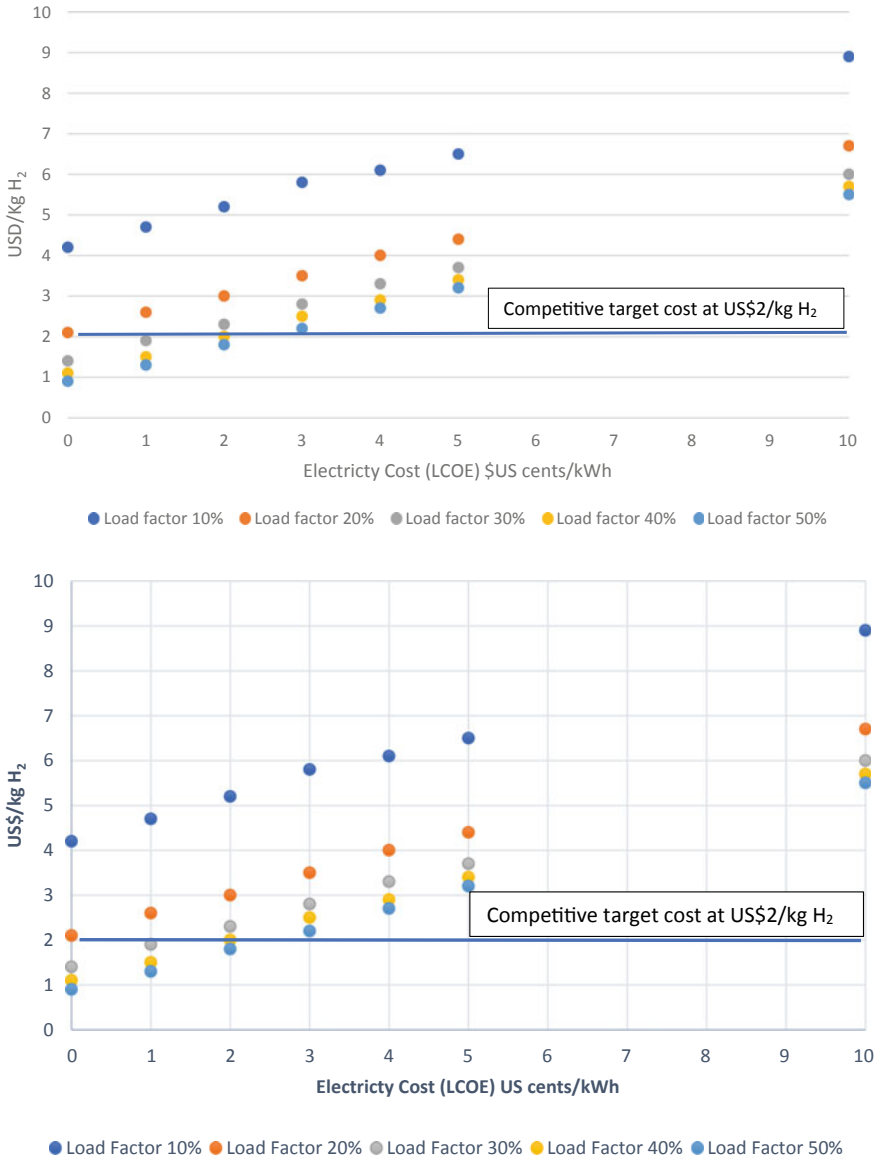 10
9
8
7
6
5
4
3
2
1
0
USD/Kg H2
Competitive target cost at US$2/kg H2
0 1 2 3 4 5 6 7 8 9 10
Electricty Cost (LCOE) $US cents/kWh
Load factor 10% Load factor 20% Load factor 30% Load factor 40% Load factor 50%
10
9
8
7
6
5
4
3
2
1
0
US$/kg H2
Competitive target cost at US$2/kg H2
0 1 2 3 4 5 6 7 8 9 10
Electricty Cost (LCOE) US cents/kWh
Load Factor 10% Load Factor 20% Load Factor 30% Load Factor 40% Load Factor 50%